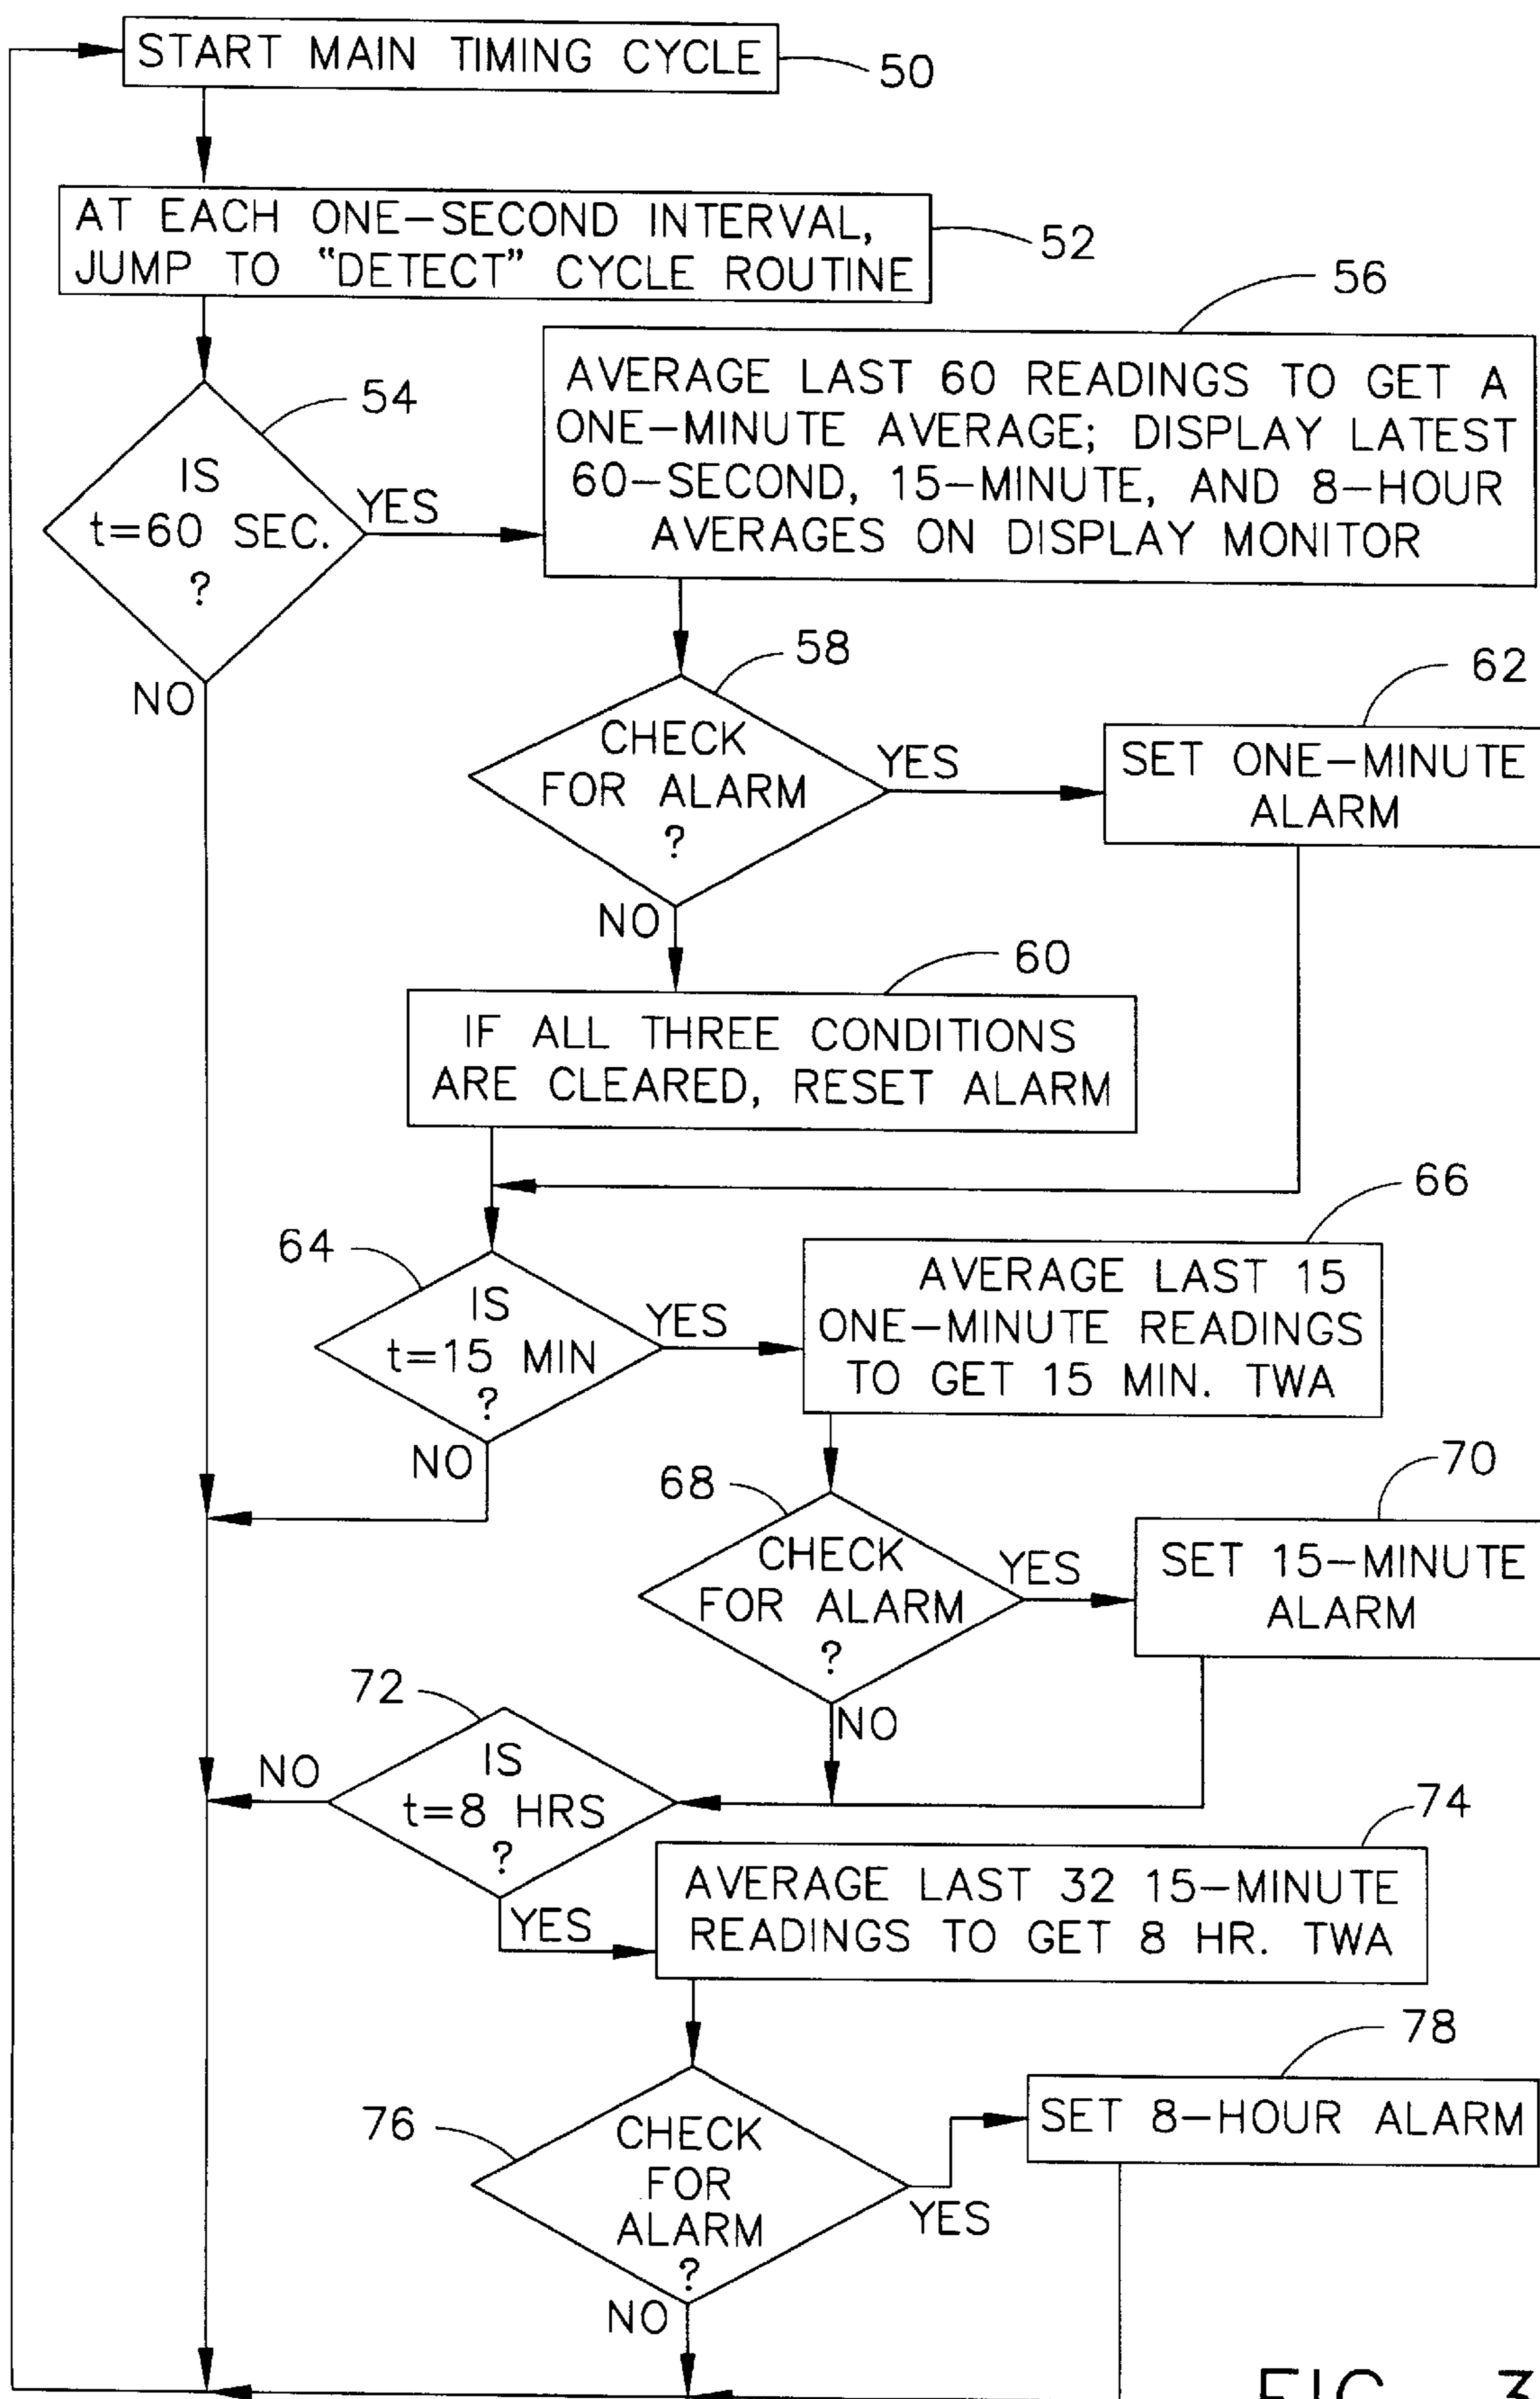 START MAIN TIMING CYCLE
50
AT EACH ONE-SECOND INTERVAL,
JUMP TO "DETECT" CYCLE ROUTINE
52
54
IS
t=60 SEC.
?
YES
NO
56
AVERAGE LAST 60 READINGS TO GET A
ONE-MINUTE AVERAGE; DISPLAY LATEST
60-SECOND, 15-MINUTE, AND 8-HOUR
AVERAGES ON DISPLAY MONITOR
58
CHECK
FOR ALARM
?
YES
NO
62
SET ONE-MINUTE
ALARM
60
IF ALL THREE CONDITIONS
ARE CLEARED, RESET ALARM
64
IS
t=15 MIN
?
YES
NO
66
AVERAGE LAST 15
ONE-MINUTE READINGS
TO GET 15 MIN. TWA
68
CHECK
FOR ALARM
?
YES
NO
70
SET 15-MINUTE
ALARM
72
IS
t=8 HRS
?
NO
YES
74
AVERAGE LAST 32 15-MINUTE
READINGS TO GET 8 HR. TWA
76
CHECK
FOR
ALARM
?
YES
NO
78
SET 8-HOUR ALARM
FIG. 3